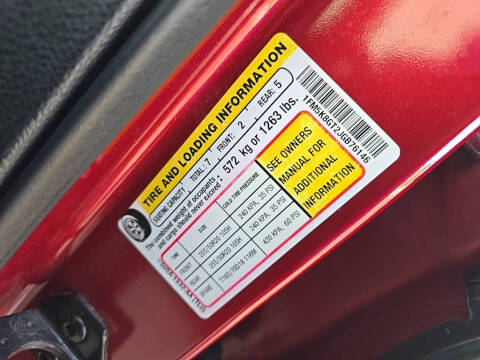 TIRE AND LOADING INFORMATION
SEATING CAPACITY TOTAL: 7 FRONT: 2 REAR: 5
The combined weight of occupants
and cargo should never exceed: 572 kg or 1263 lbs.
TIRE SIZE COLD TIRE PRESSURE
FRONT 255/50R20 105H 240 KPA, 35 PSI
REAR 255/50R20 105H 240 KPA, 35 PSI
SPARE T165/70D18 116M 420 KPA, 60 PSI
SEE OWNERS
MANUAL FOR
ADDITIONAL
INFORMATION
1FM5K8GT2JGB76146